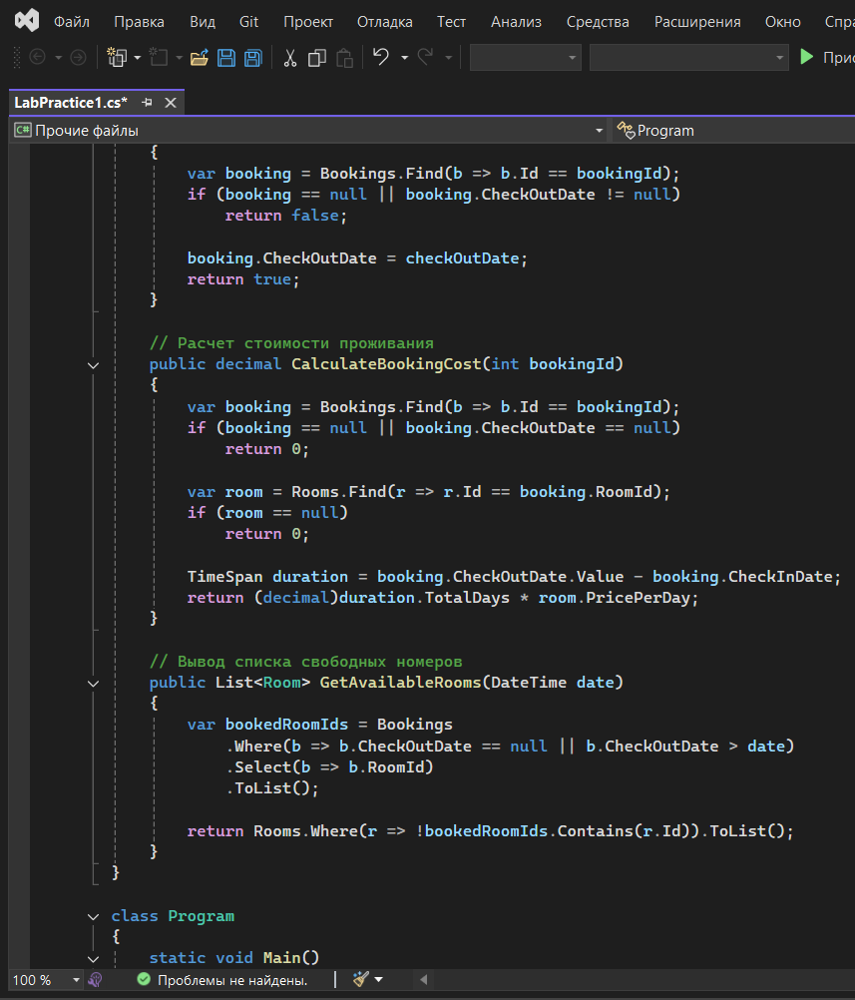 Файл Правка Вид Git Проект Отладка Тест Анализ Средства Расширения Окно
LabPractice1.cs*
C# Прочие файлы Program
{
var booking = Bookings.Find(b => b.Id == bookingId);
if (booking == null || booking.CheckOutDate != null)
return false;
booking.CheckOutDate = checkOutDate;
return true;
}
// Расчет стоимости проживания
public decimal CalculateBookingCost(int bookingId)
{
var booking = Bookings.Find(b => b.Id == bookingId);
if (booking == null || booking.CheckOutDate == null)
return 0;
var room = Rooms.Find(r => r.Id == booking.RoomId);
if (room == null)
return 0;
TimeSpan duration = booking.CheckOutDate.Value - booking.CheckInDate;
return (decimal)duration.TotalDays * room.PricePerDay;
}
// Вывод списка свободных номеров
public List<Room> GetAvailableRooms(DateTime date)
{
var bookedRoomIds = Bookings
.Where(b => b.CheckOutDate == null || b.CheckOutDate > date)
.Select(b => b.RoomId)
.ToList();
return Rooms.Where(r => !bookedRoomIds.Contains(r.Id)).ToList();
}
}
class Program
{
static void Main()
100 % Проблемы не найдены.